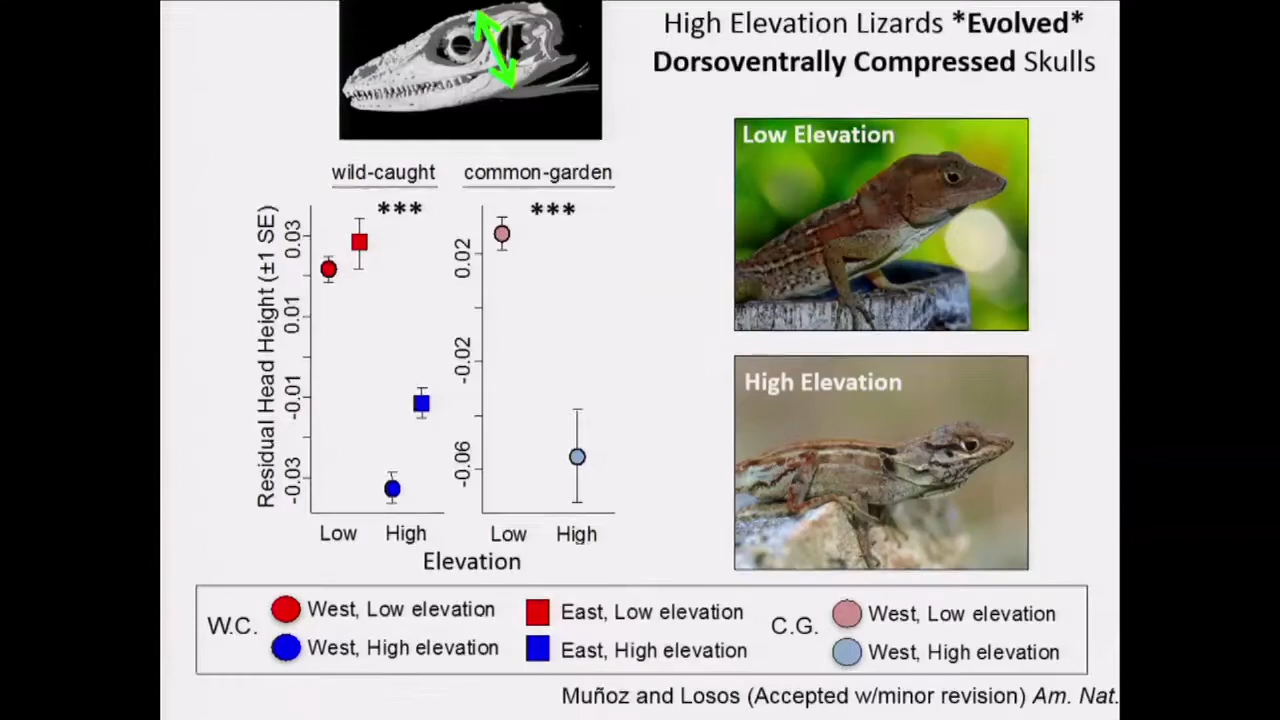 High Elevation Lizards *Evolved*
Dorsoventrally Compressed Skulls
wild-caught
common-garden
***
***
Residual Head Height (±1 SE)
0.03
0.01
-0.01
-0.03
0.02
-0.02
-0.06
Low
High
Low
High
Elevation
Low Elevation
High Elevation
W.C.
West, Low elevation
East, Low elevation
C.G.
West, Low elevation
West, High elevation
East, High elevation
West, High elevation
Muñoz and Losos (Accepted w/minor revision) Am. Nat.